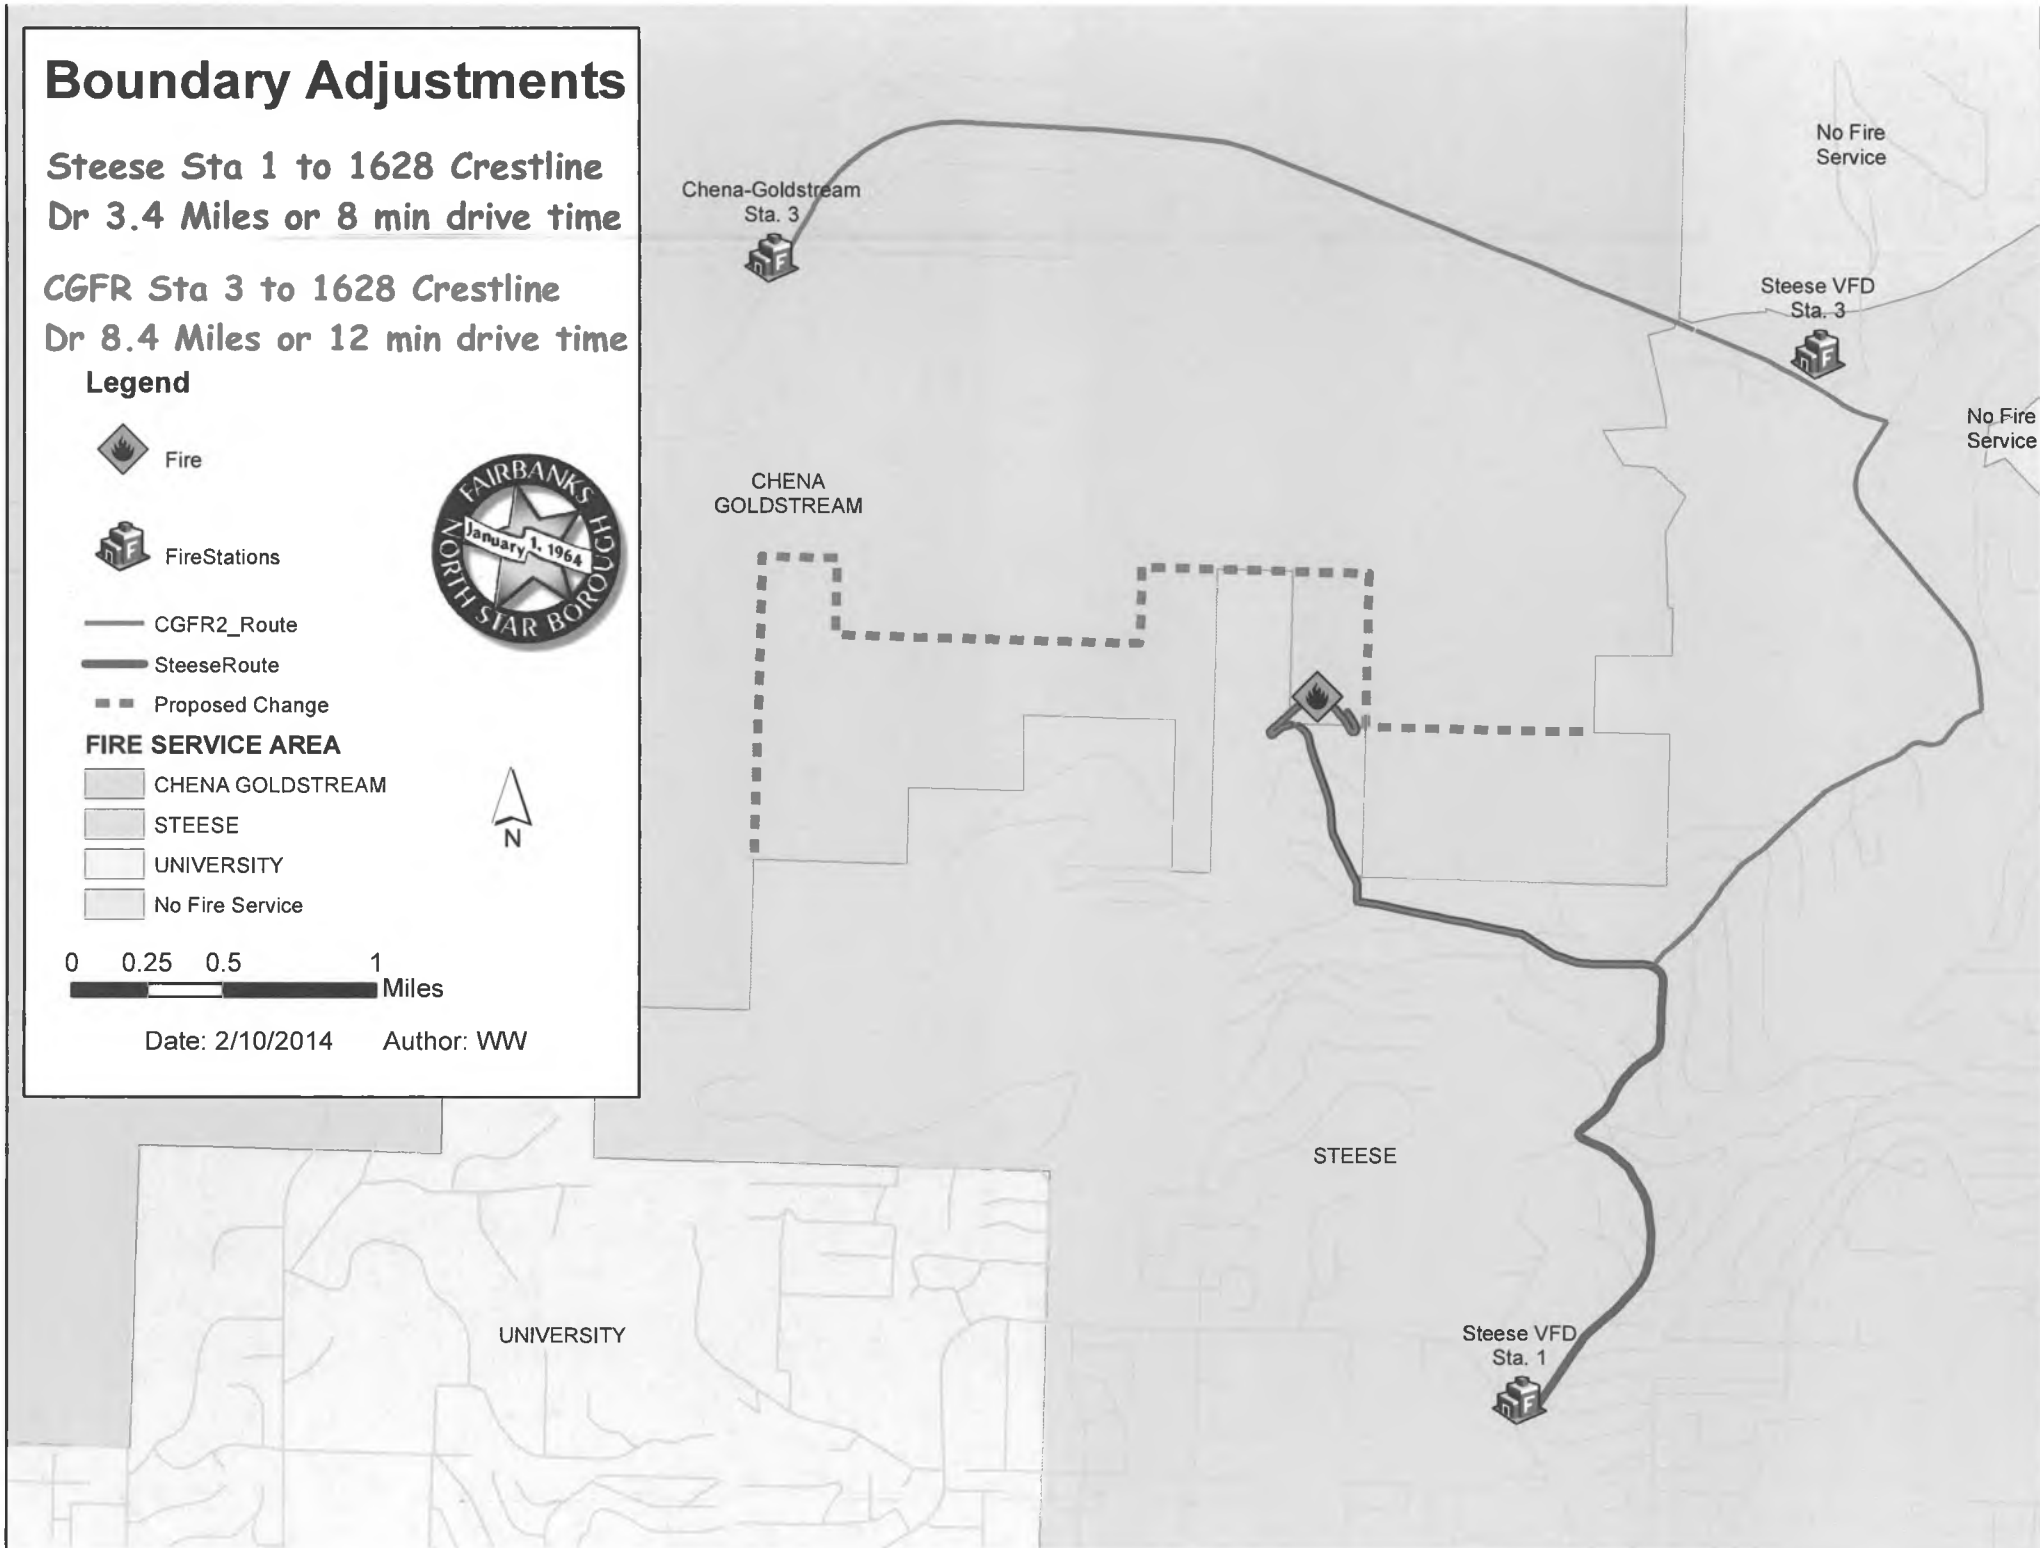 Boundary Adjustments
Steese Sta 1 to 1628 Crestline
Dr 3.4 Miles or 8 min drive time
CGFR Sta 3 to 1628 Crestline
Dr 8.4 Miles or 12 min drive time
Legend
Fire
FireStations
CGFR2_Route
SteeseRoute
Proposed Change
FIRE SERVICE AREA
CHENA GOLDSTREAM
STEESE
UNIVERSITY
No Fire Service
FAIRBANKS
NORTH STAR BOROUGH
January 1, 1964
N
0 0.25 0.5 1
Miles
Date: 2/10/2014 Author: WW
Chena-Goldstream
Sta. 3
F
No Fire
Service
Steese VFD
Sta. 3
F
No Fire
Service
CHENA
GOLDSTREAM
STEESE
UNIVERSITY
Steese VFD
Sta. 1
F